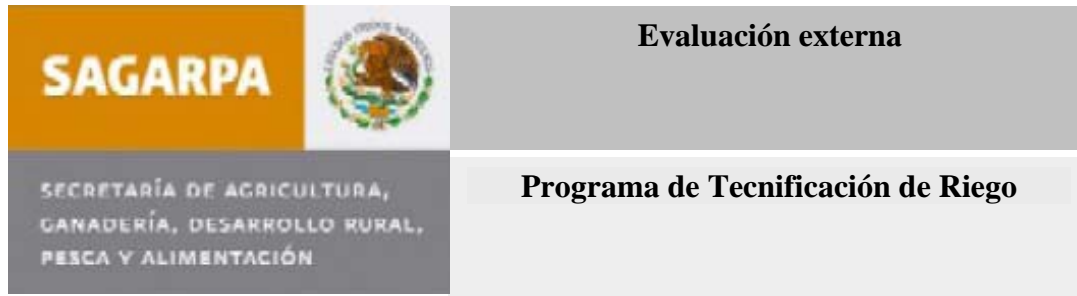 SAGARPA
SECRETARÍA DE AGRICULTURA,
GANADERÍA, DESARROLLO RURAL,
PESCA Y ALIMENTACIÓN
Evaluación externa
Programa de Tecnificación de Riego